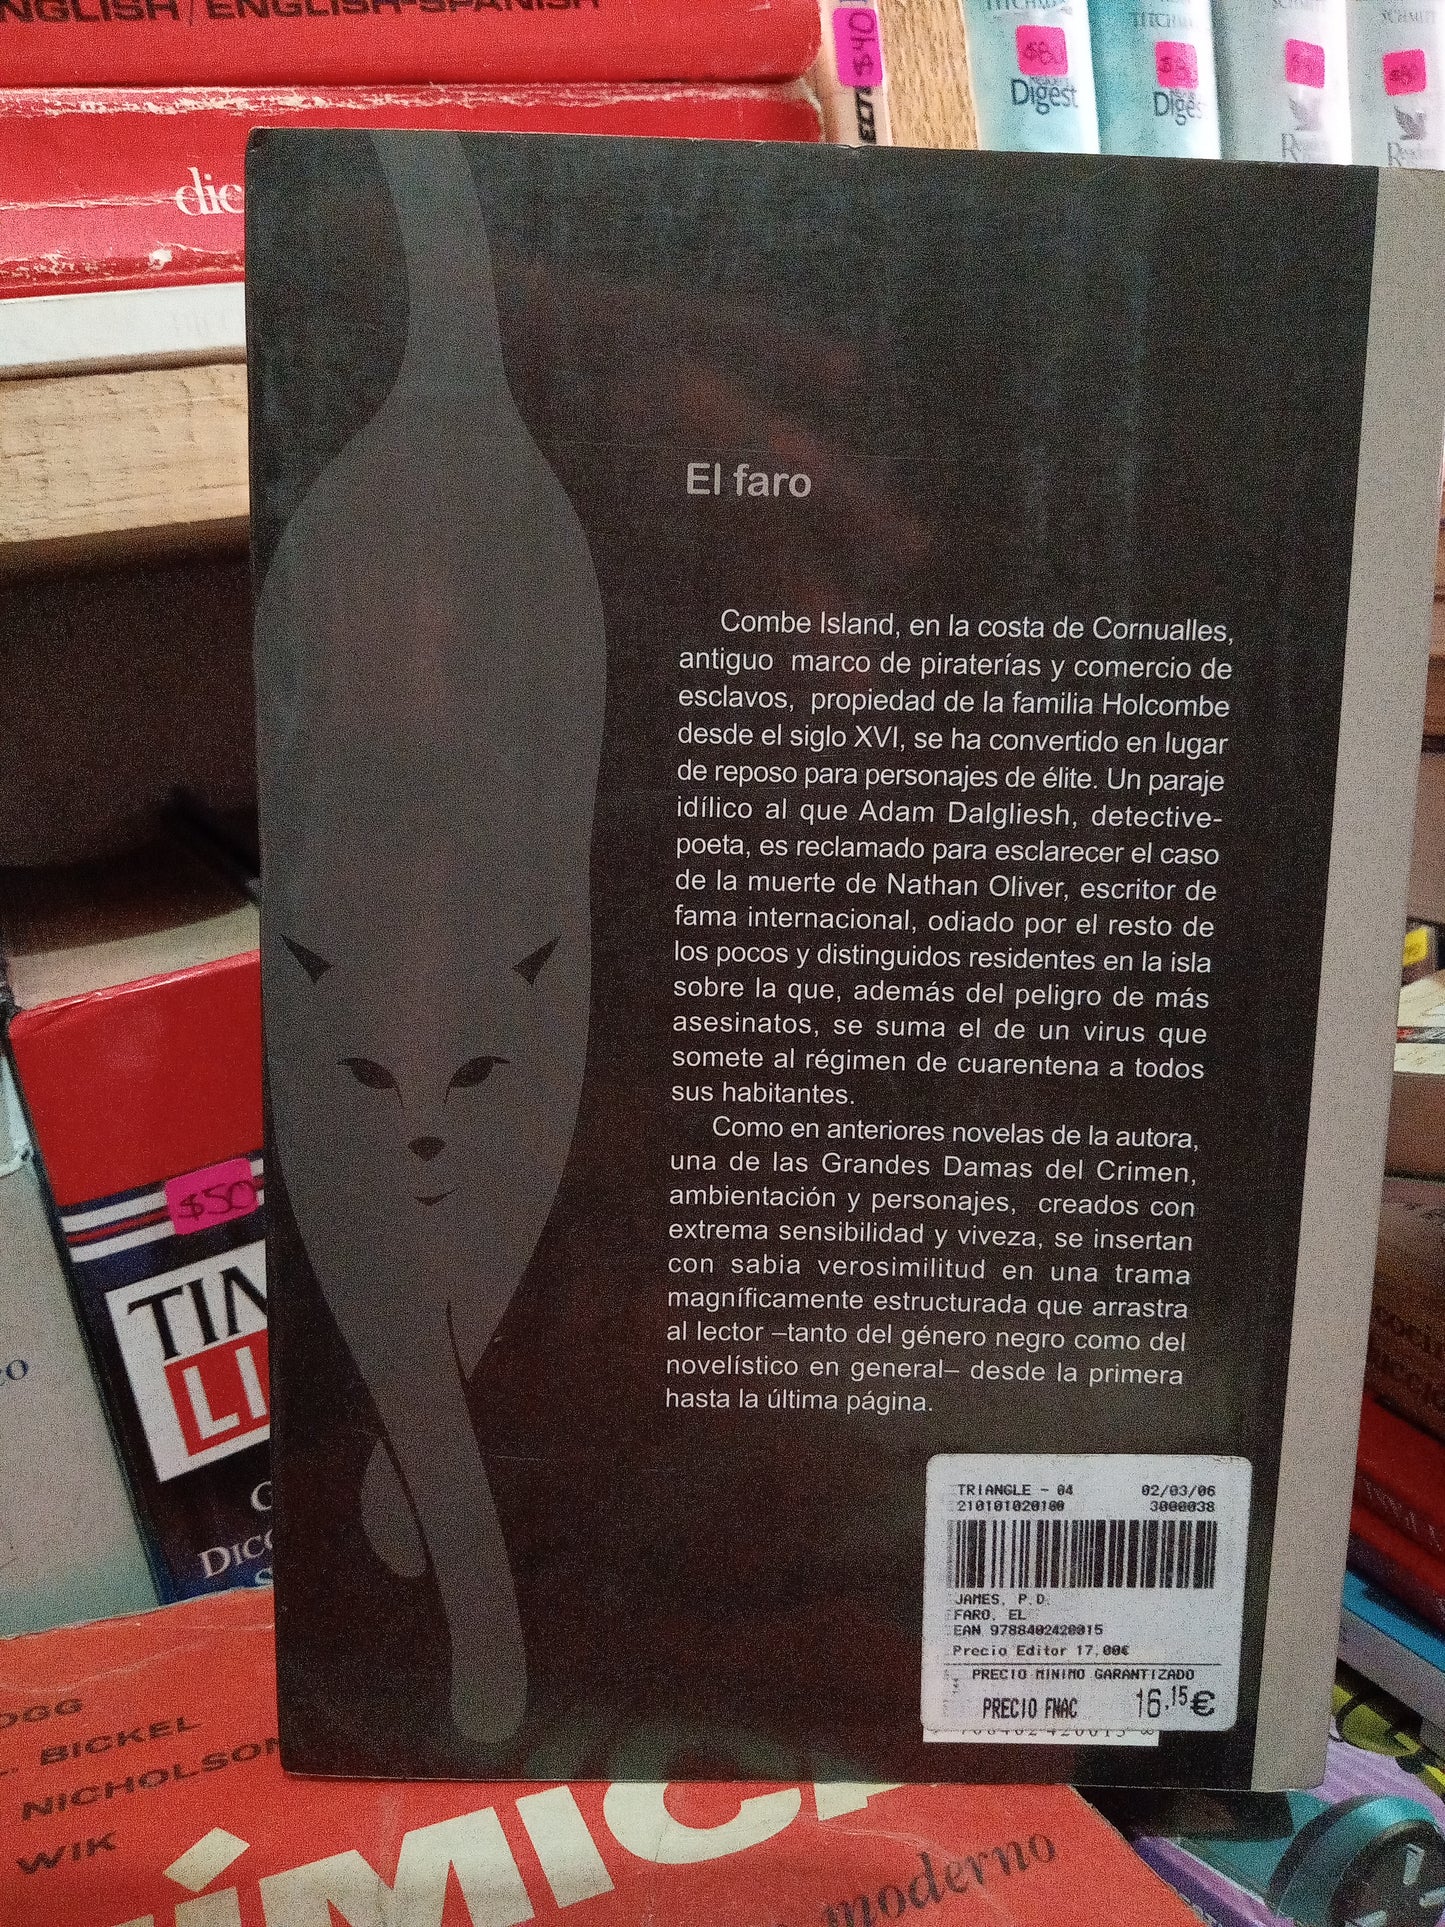 ENGLISH/ENGLISH-SPANISH
dic
$40
$80
Digest
$80
El faro
Combe Island, en la costa de Cornualles,
antiguo marco de piraterías y comercio de
esclavos, propiedad de la familia Holcombe
desde el siglo XVI, se ha convertido en lugar
de reposo para personajes de élite. Un paraje
idílico al que Adam Dalgliesh, detective-
poeta, es reclamado para esclarecer el caso
de la muerte de Nathan Oliver, escritor de
fama internacional, odiado por el resto de
los pocos y distinguidos residentes en la isla
sobre la que, además del peligro de más
asesinatos, se suma el de un virus que
somete al régimen de cuarentena a todos
sus habitantes.
Como en anteriores novelas de la autora,
una de las Grandes Damas del Crimen,
ambientación y personajes, creados con
extrema sensibilidad y viveza, se insertan
con sabia verosimilitud en una trama
magníficamente estructurada que arrastra
al lector –tanto del género negro como del
novelístico en general– desde la primera
hasta la última página.
TRIANGLE - 04 02/03/06
210101020100 3000038
JAMES, P.D.
FARO, EL
EAN 9788402420015
Precio Editor 17,00€
PRECIO MINIMO GARANTIZADO
PRECIO FNAC 16,15€
$50
TIM
LI
DICC
OGG
BICKEL
NICHOLSON
WIK
ÍMICA
moderno